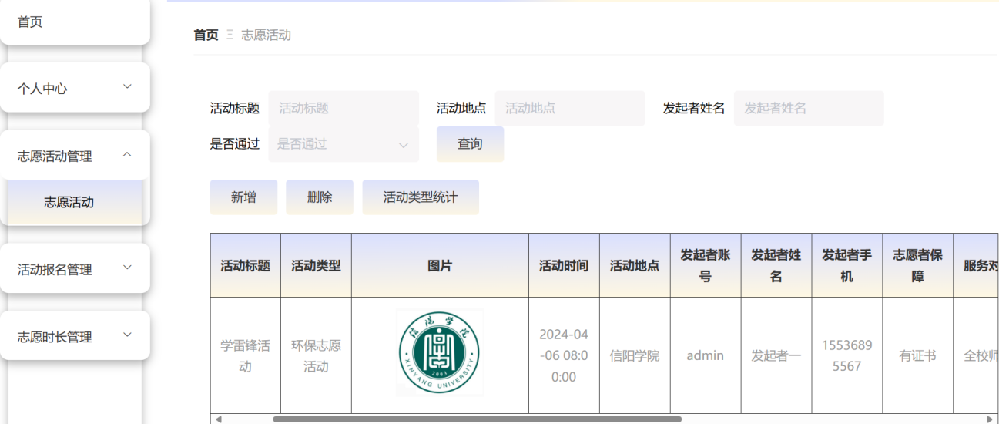 首页
个人中心
志愿活动管理
志愿活动
活动报名管理
志愿时长管理
首页 志愿活动
活动标题 活动标题 活动地点 活动地点 发起者姓名 发起者姓名
是否通过 是否通过 查询
新增 删除 活动类型统计
活动标题 活动类型 图片 活动时间 活动地点 发起者账 发起者姓 发起者手 志愿者保 服务对
号 名 机 障
学雷锋活 环保志愿 2024-04 信阳学院 admin 发起者一 1553689 有证书 全校师
动 活动 -06 08:0 5567
0:00
信阳学院
2003
XINYANG UNIVERSITY